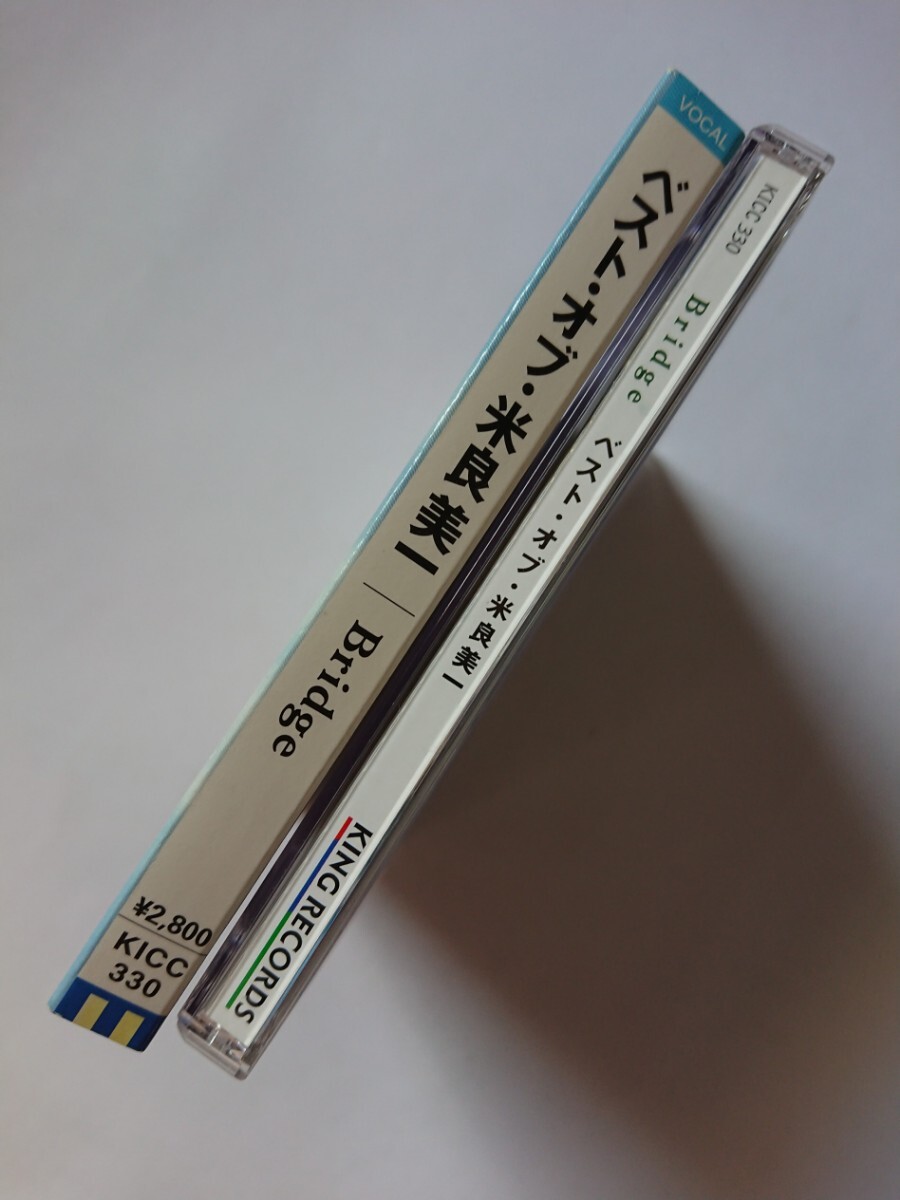 VOCAL
ベスト・オブ・米良美一 | Bridge
¥2,800
KICC
330
KICC 330
Bridge ベスト・オブ・米良美一
KING RECORDS